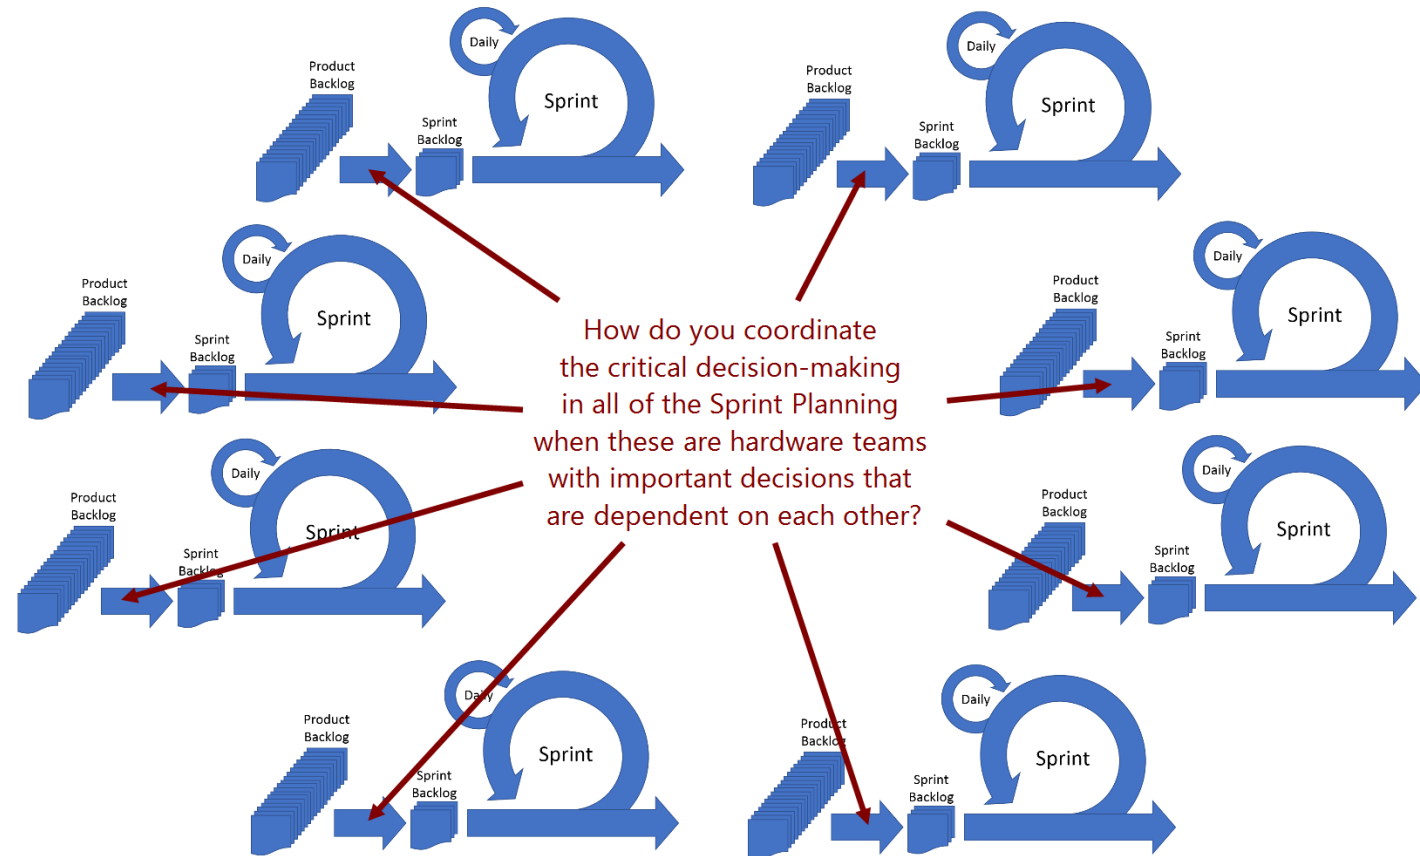 Daily
Product
Backlog
Sprint
Sprint
Backlog
Daily
Product
Backlog
Sprint
Sprint
Backlog
Daily
Product
Backlog
Sprint
Sprint
Backlog
Daily
Product
Backlog
Sprint
Sprint
Backlog
How do you coordinate
the critical decision-making
in all of the Sprint Planning
when these are hardware teams
with important decisions that
are dependent on each other?
Daily
Product
Backlog
Sprint
Sprint
Backlog
Daily
Product
Backlog
Sprint
Sprint
Backlog
Daily
Product
Backlog
Sprint
Sprint
Backlog
Daily
Product
Backlog
Sprint
Sprint
Backlog